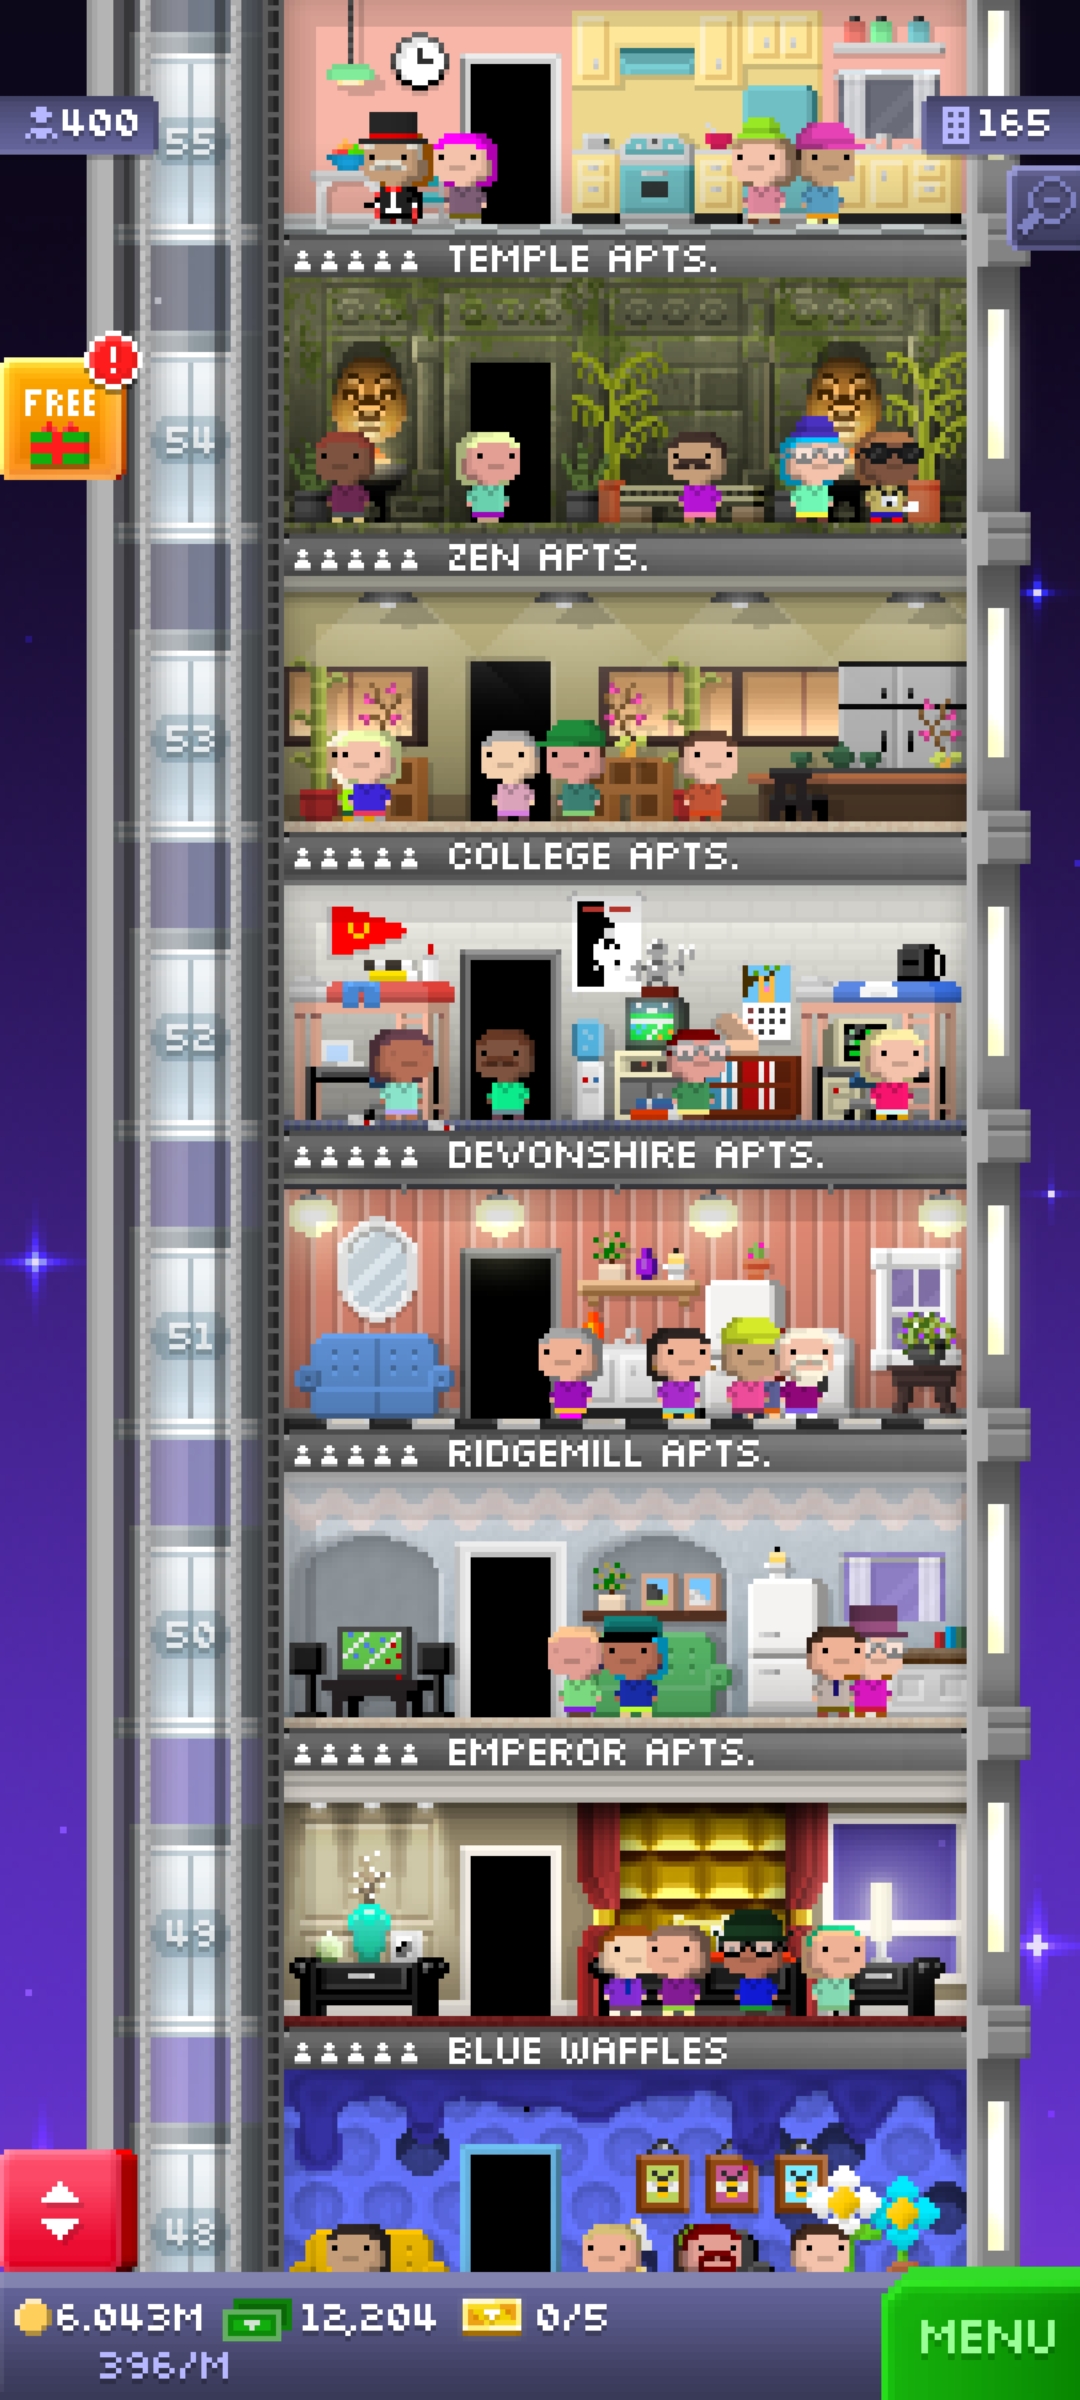 400
165
55
TEMPLE APTS.
FREE
!
54
ZEN APTS.
53
COLLEGE APTS.
52
DEVONSHIRE APTS.
51
RIDGEMILL APTS.
50
EMPEROR APTS.
49
BLUE WAFFLES
48
6.043M 12,204 0/5
396/M
MENU